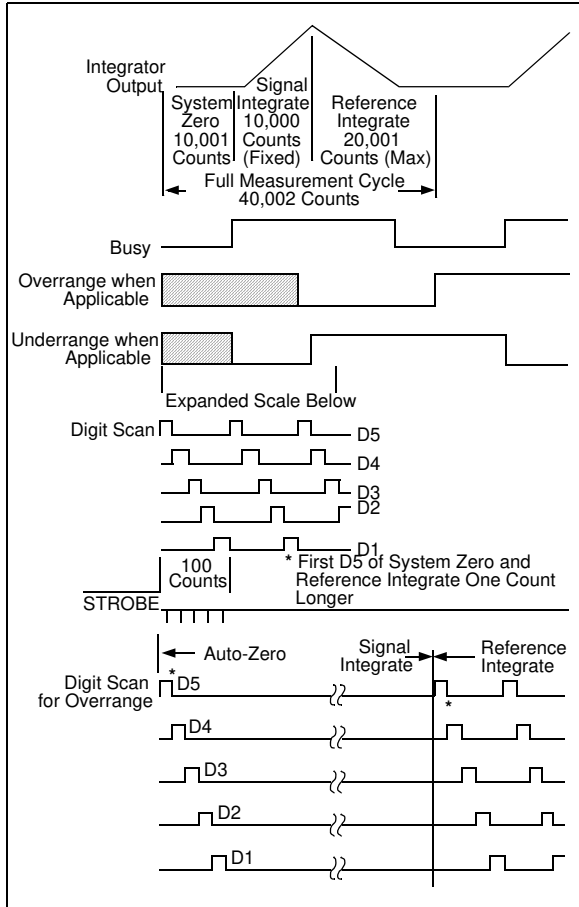 Integrator
Output
System
Zero
10,001
Counts
Signal
Integrate
10,000
Counts
(Fixed)
Reference
Integrate
20,001
Counts (Max)
Full Measurement Cycle
40,002 Counts
Busy
Overrange when
Applicable
Underrange when
Applicable
Expanded Scale Below
Digit Scan
D5
D4
D3
D2
D1
100
Counts
* First D5 of System Zero and
Reference Integrate One Count
Longer
STROBE
Auto-Zero
Signal
Integrate
Reference
Integrate
Digit Scan
for Overrange
* D5
*
D4
D3
D2
D1